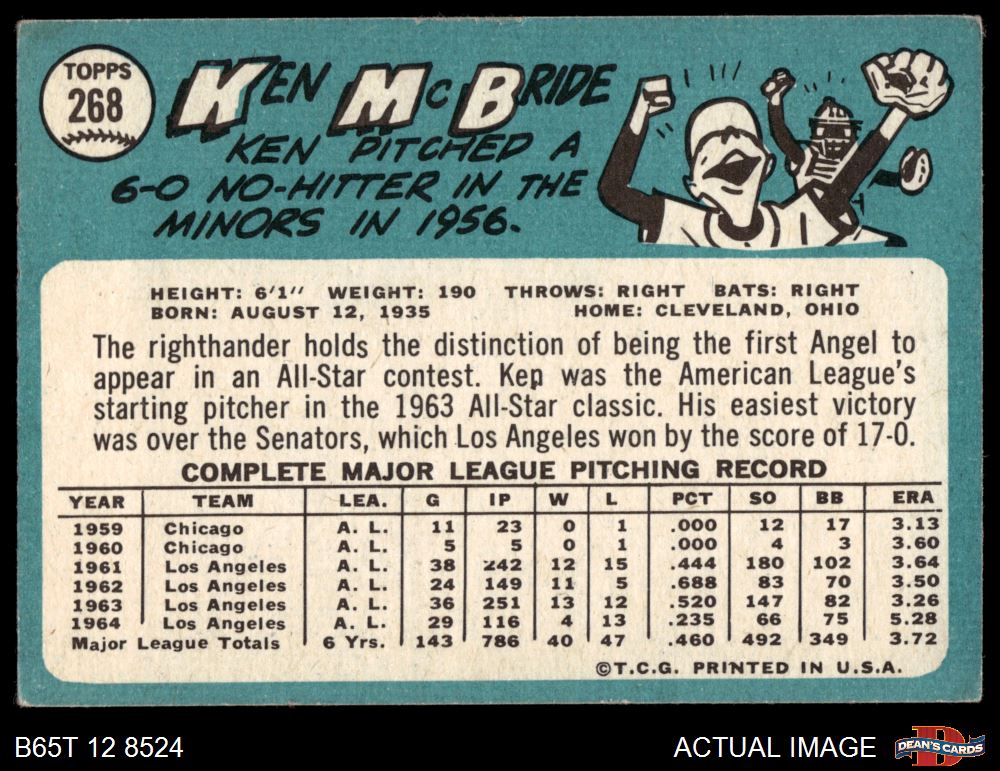 TOPPS
268
KEN McBRIDE
KEN PITCHED A
6-0 NO-HITTER IN THE
MINORS IN 1956.
HEIGHT: 6'1" WEIGHT: 190 THROWS: RIGHT BATS: RIGHT
BORN: AUGUST 12, 1935 HOME: CLEVELAND, OHIO
The righthander holds the distinction of being the first Angel to
appear in an All-Star contest. Ken was the American League's
starting pitcher in the 1963 All-Star classic. His easiest victory
was over the Senators, which Los Angeles won by the score of 17-0.
COMPLETE MAJOR LEAGUE PITCHING RECORD
YEAR TEAM LEA. G IP W L PCT SO BB ERA
1959 Chicago A. L. 11 23 0 1 .000 12 17 3.13
1960 Chicago A. L. 5 5 0 1 .000 4 3 3.60
1961 Los Angeles A. L. 38 242 12 15 .444 180 102 3.64
1962 Los Angeles A. L. 24 149 11 5 .688 83 70 3.50
1963 Los Angeles A. L. 36 251 13 12 .520 147 82 3.26
1964 Los Angeles A. L. 29 116 4 13 .235 66 75 5.28
Major League Totals 6 Yrs. 143 786 40 47 .460 492 349 3.72
©T.C.G. PRINTED IN U.S.A.
B65T 12 8524 ACTUAL IMAGE D DEAN'S CARDS